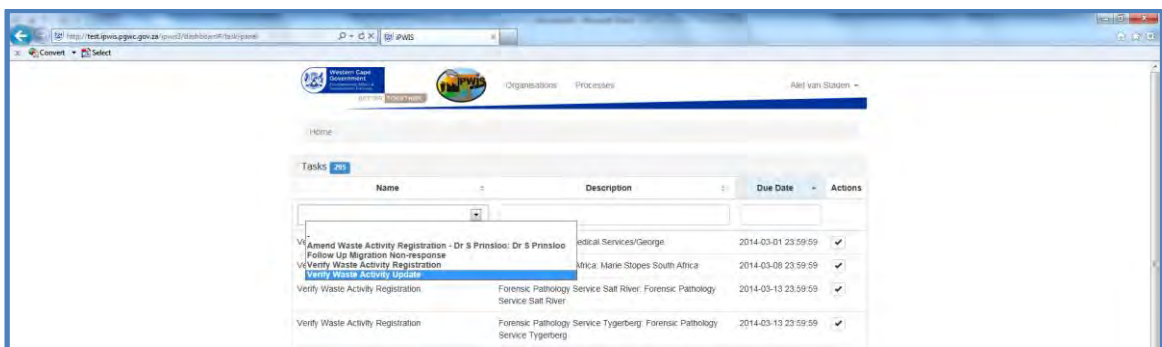 http://test.ipwis.pgwc.gov.za/ipwis2/dashboard#/task-panel
IPWIS
Convert
Select
Western Cape
Government
BETTER TOGETHER.
IPWIS
Organisations Processes
Alet van Staden
Home
Tasks 295
Name Description Due Date Actions
-
Amend Waste Activity Registration - Dr S Prinsloo: Dr S Prinsloo
Follow Up Migration Non-response
Verify Waste Activity Registration
Verify Waste Activity Update
edical Services/George 2014-03-01 23:59:59
Africa: Marie Stopes South Africa 2014-03-08 23:59:59
Verify Waste Activity Registration Forensic Pathology Service Salt River: Forensic Pathology 2014-03-13 23:59:59
Service Salt River
Verify Waste Activity Registration Forensic Pathology Service Tygerberg: Forensic Pathology 2014-03-13 23:59:59
Service Tygerberg